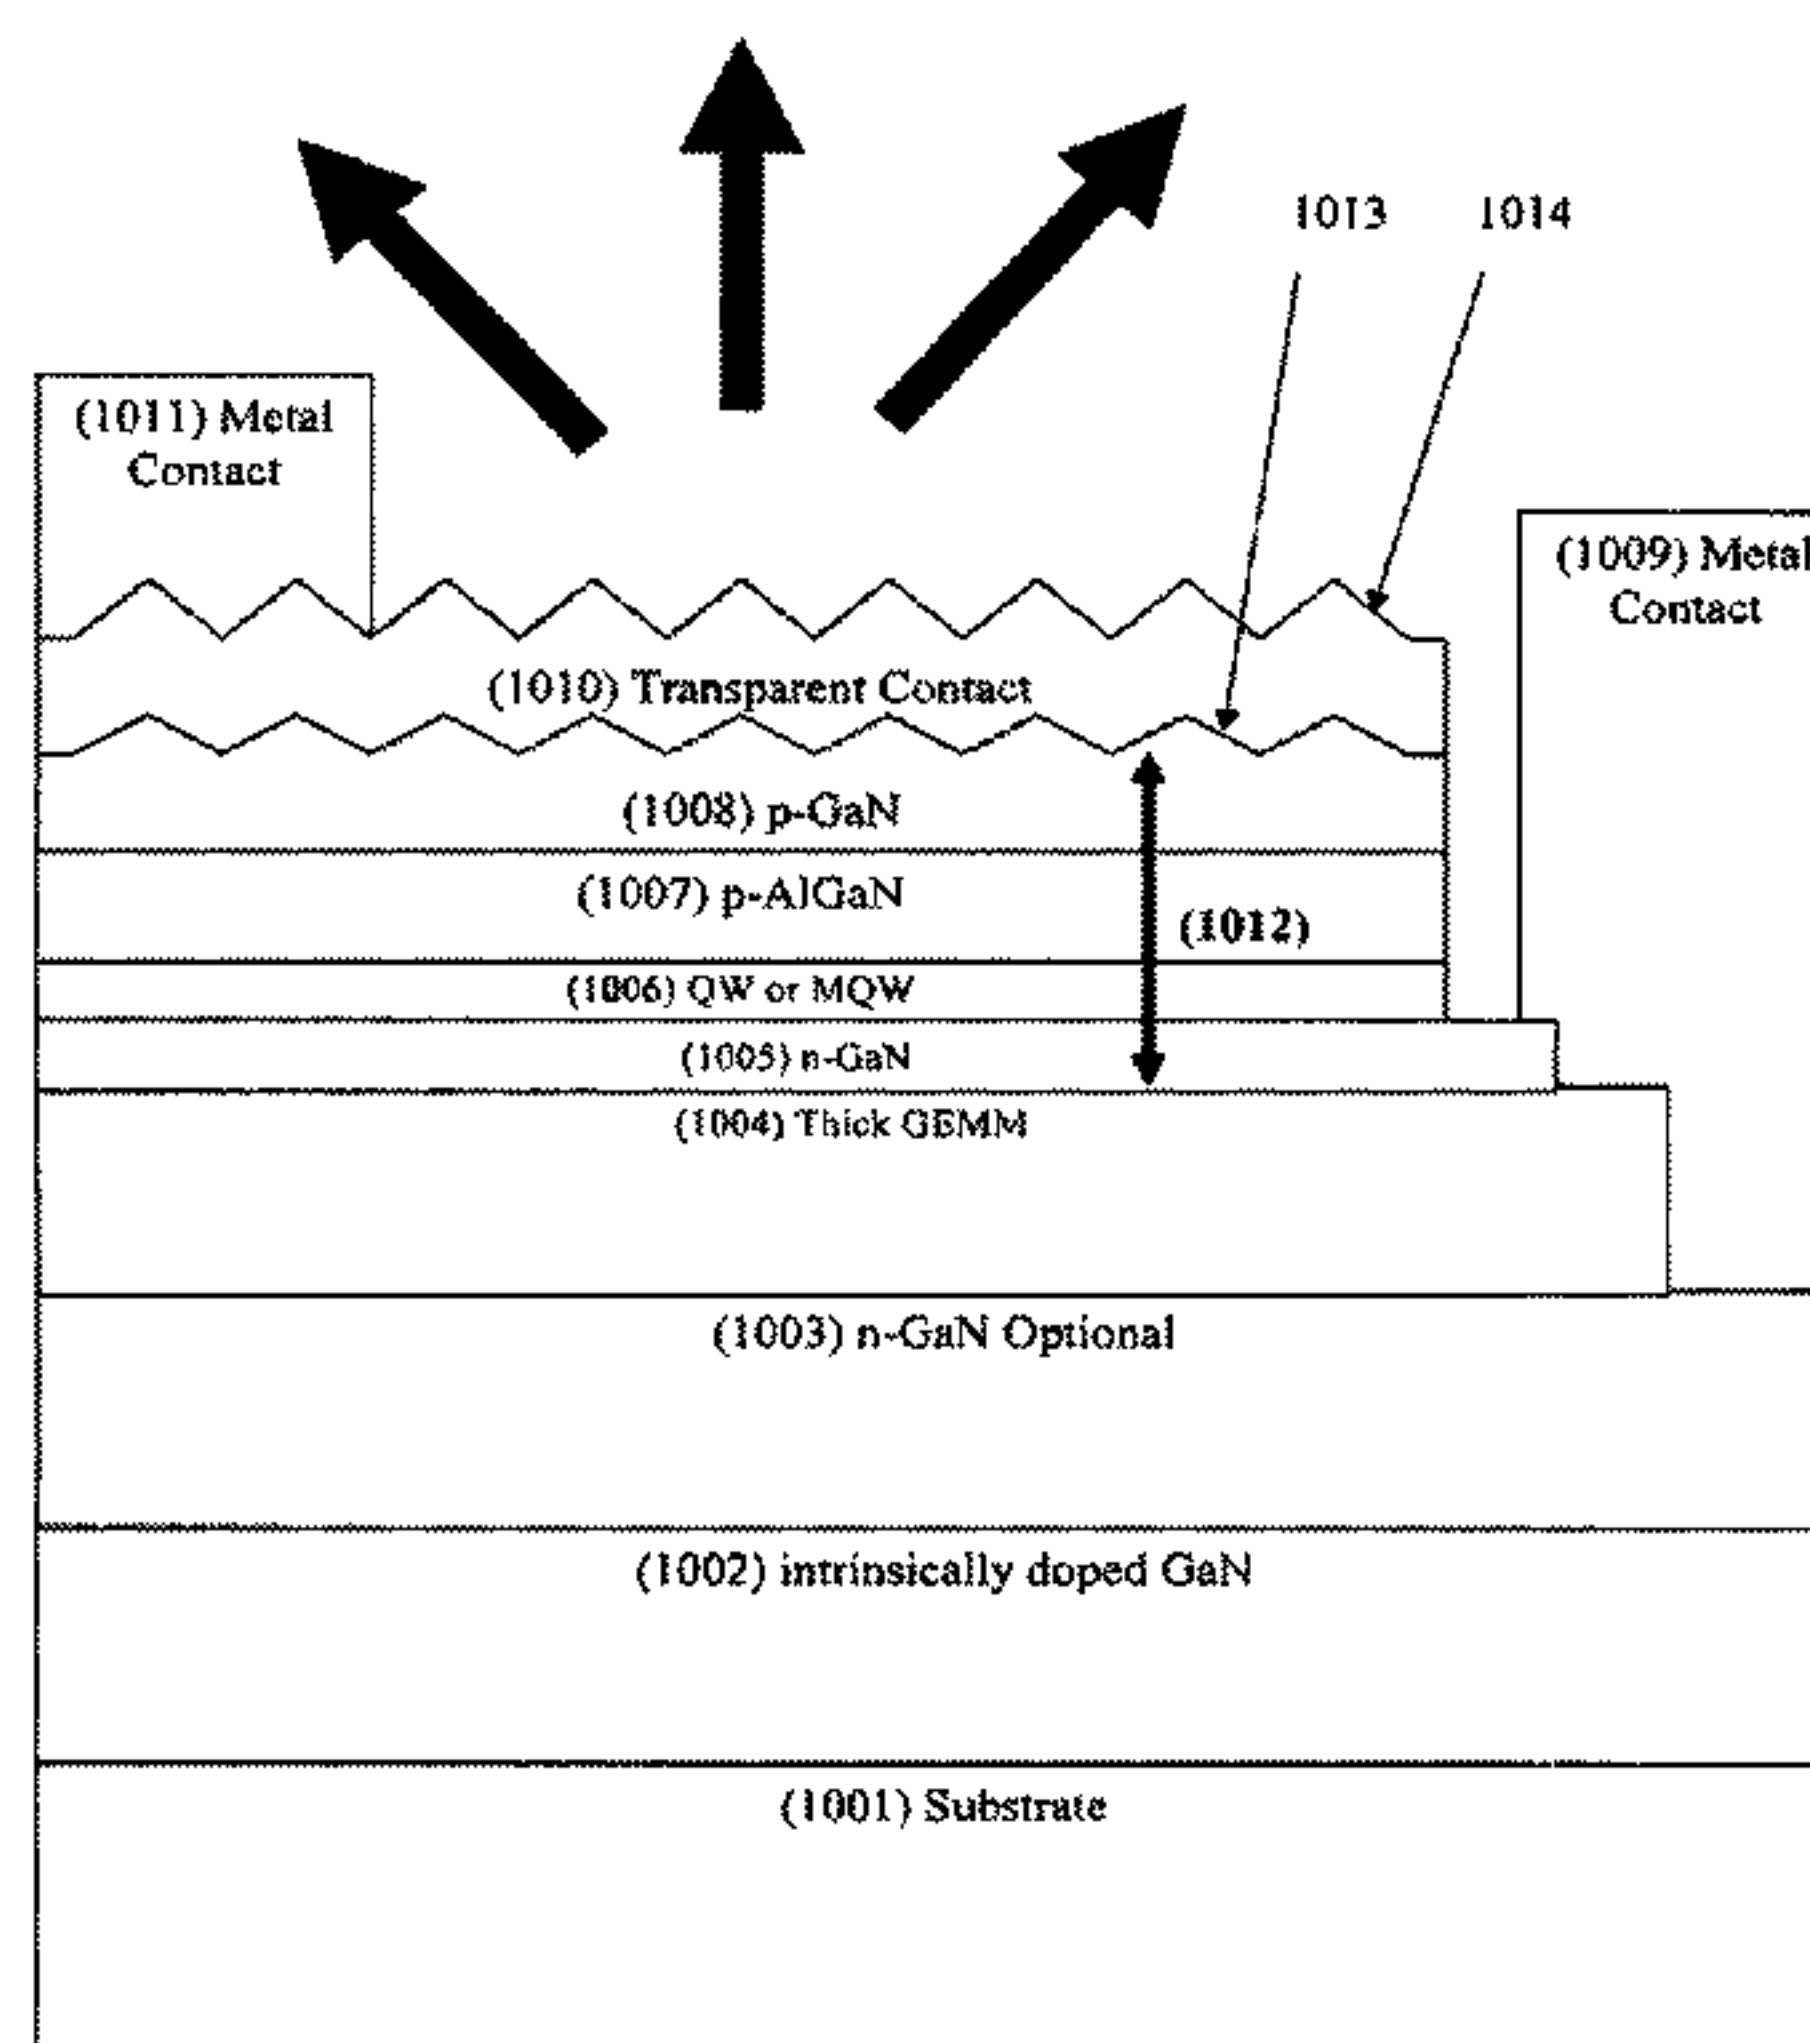 1013 1014
(1011) Metal
Contact
(1009) Metal
Contact
(1010) Transparent Contact
(1008) p-GaN
(1007) p-AlGaN
(1012)
(1006) QW or MQW
(1005) n-GaN
(1004) Thick GEMM
(1003) n-GaN Optional
(1002) intrinsically doped GaN
(1001) Substrate